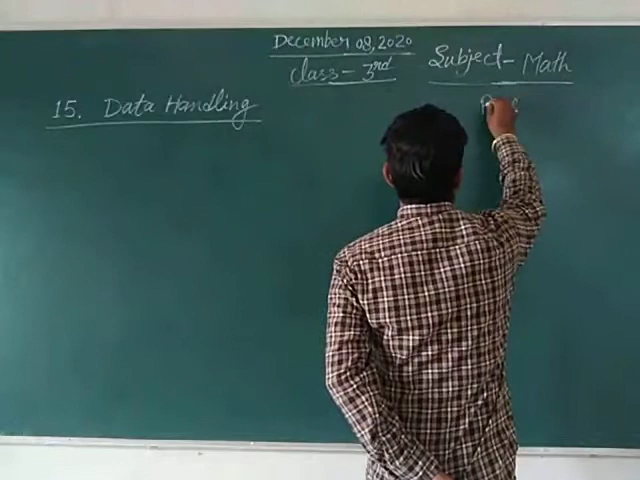 December 08, 2020
Class - 3rd
Subject - Math
15. Data Handling